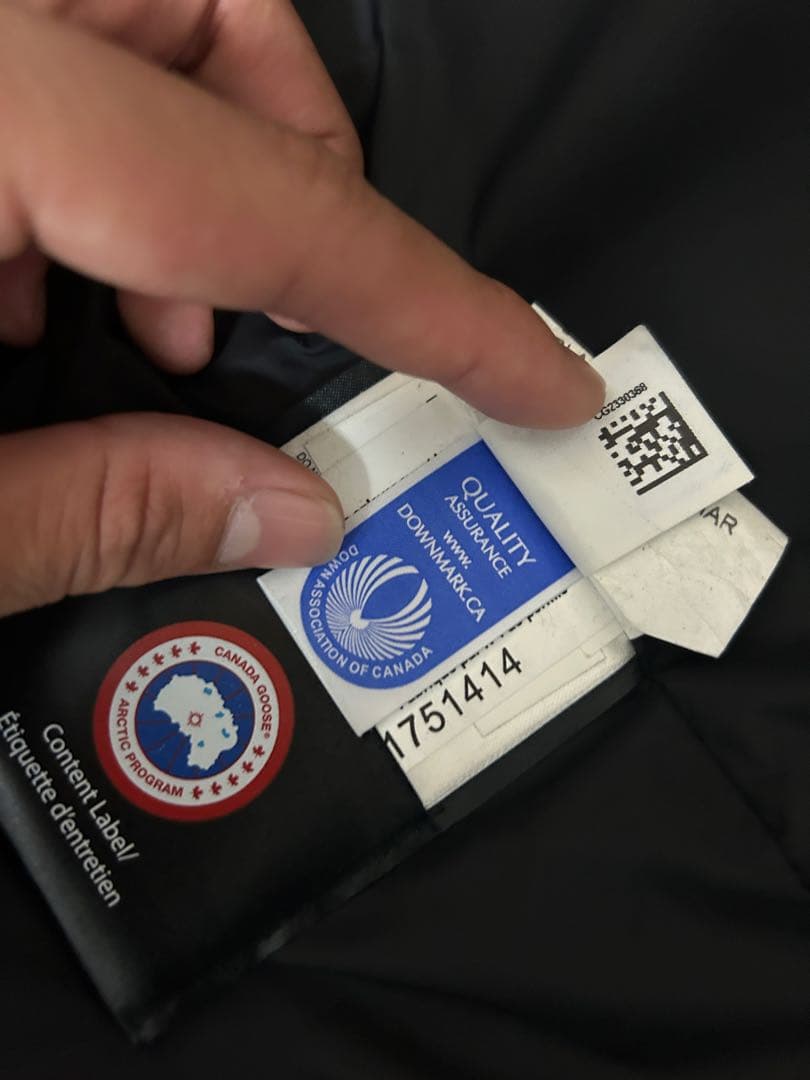 CG2330368
QUALITY
ASSURANCE
www.
DOWNMARK.CA
DOWN ASSOCIATION OF CANADA
1751414
CANADA GOOSE®
ARCTIC PROGRAM
Content Label/
Étiquette d'entretien